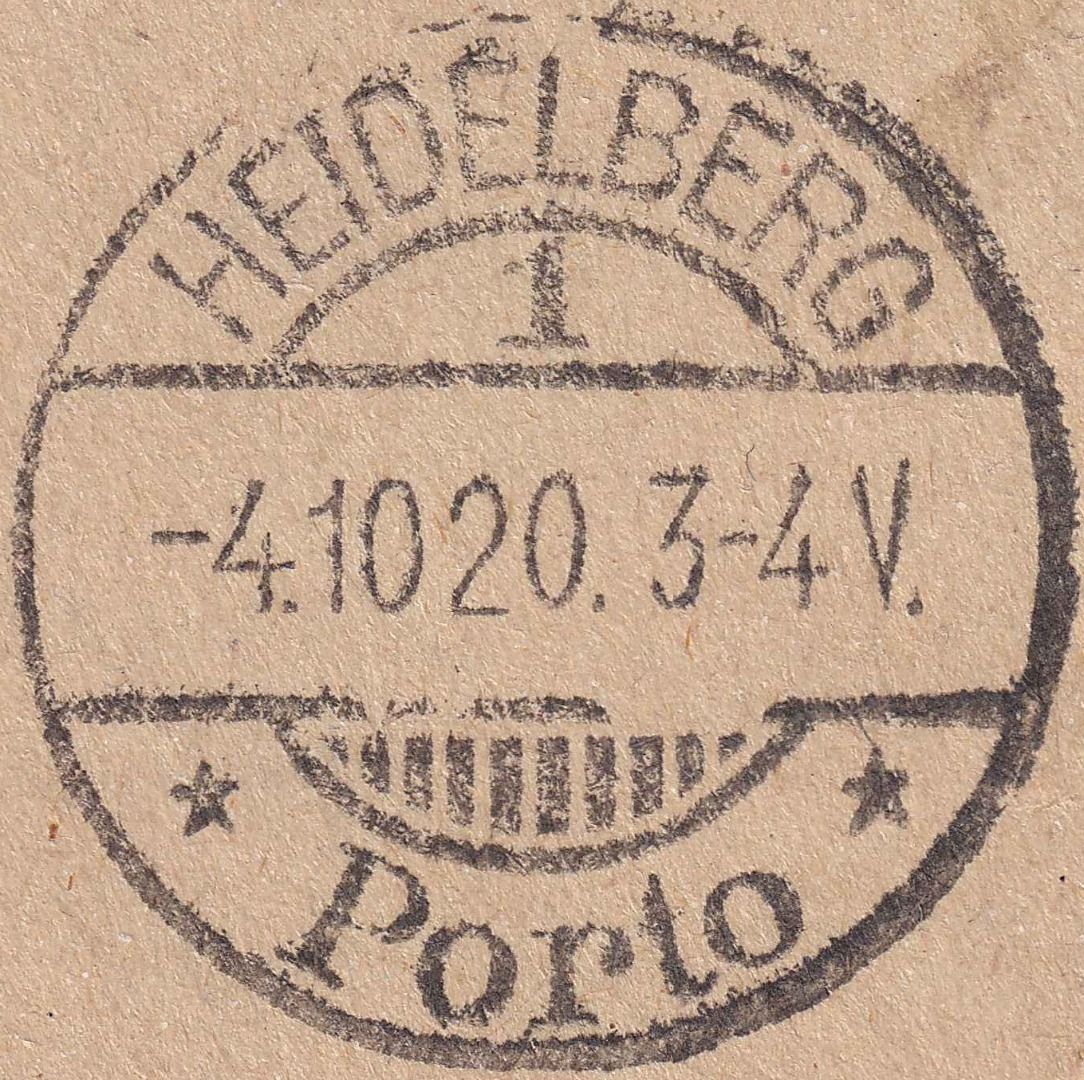 HEIDELBERG
1
-4.10 20. 3-4 V.
Porto